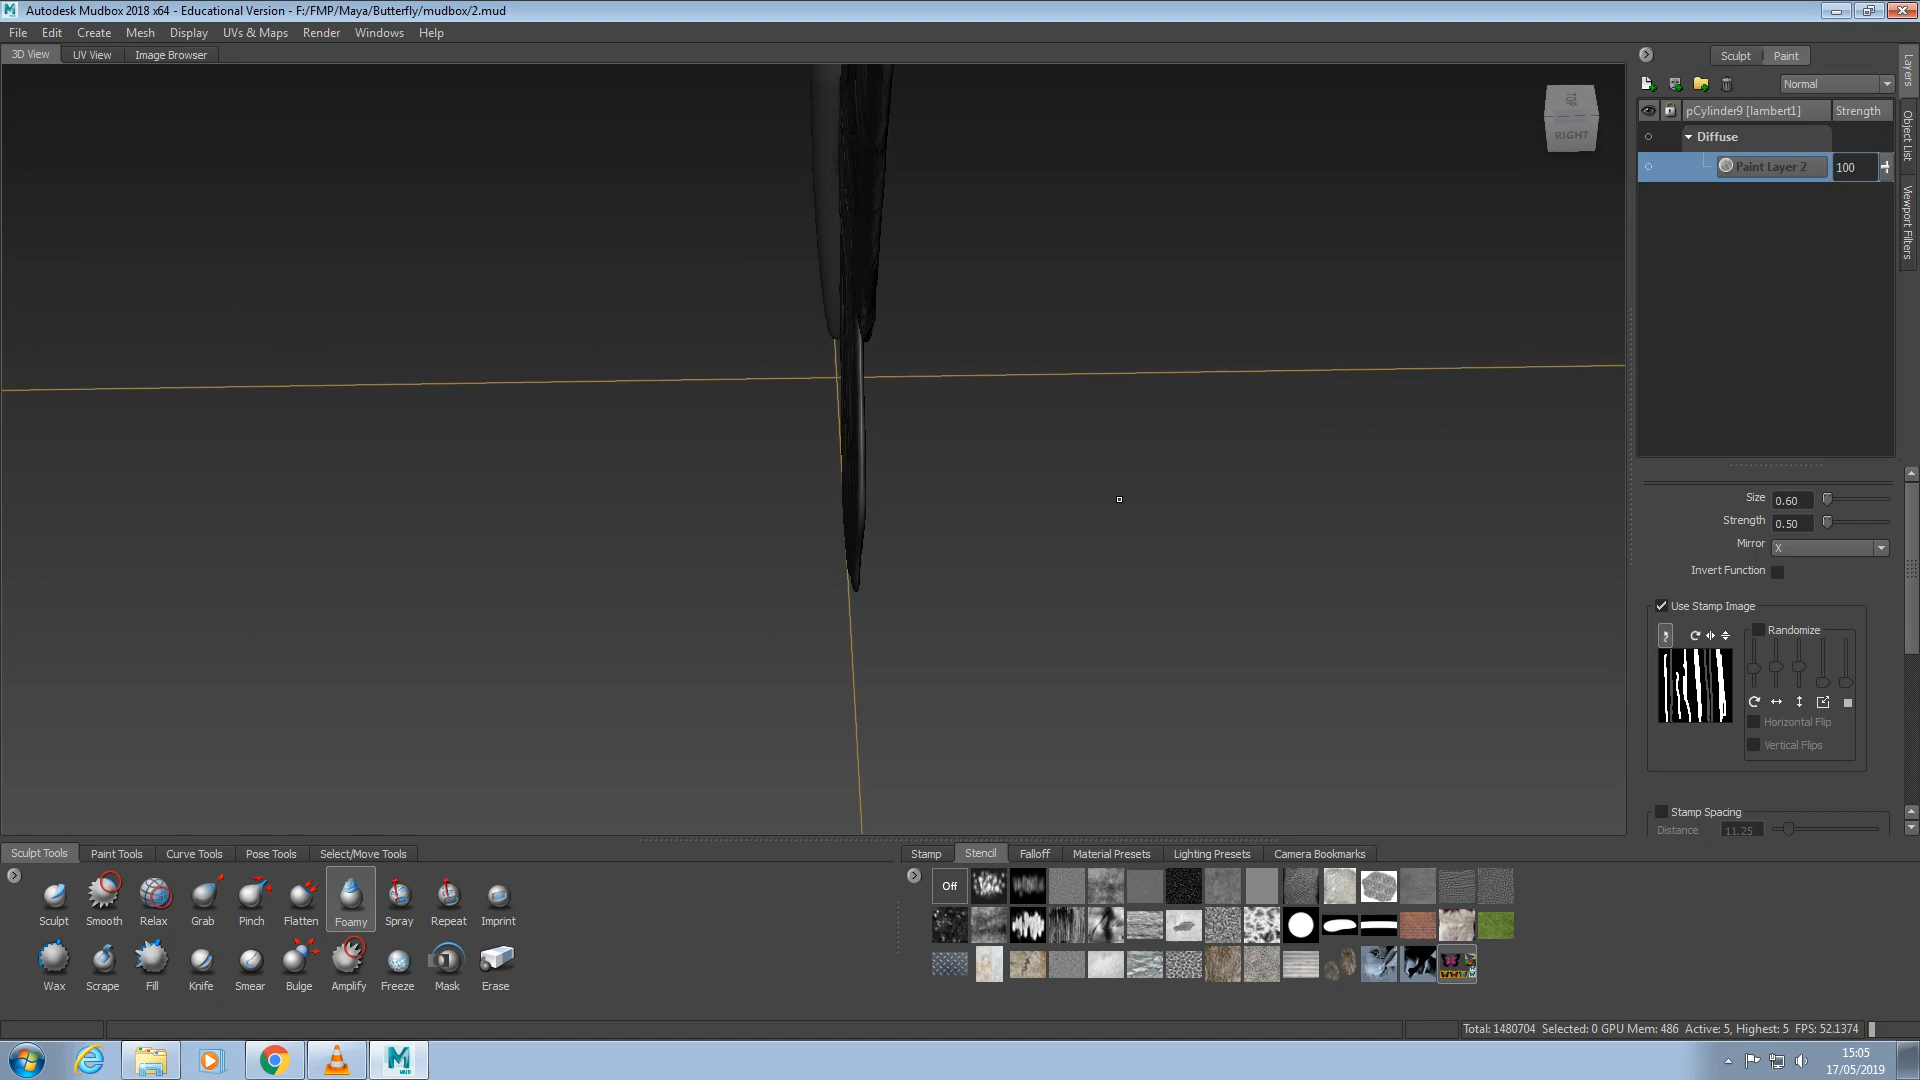 Autodesk Mudbox 2018 x64 - Educational Version - F:/FMP/Maya/Butterfly/mudbox/2.mud
File Edit Create Mesh Display UVs & Maps Render Windows Help
3D View UV View Image Browser
TOP
RIGHT
Sculpt Paint
Normal
pCylinder9 [lambert1] Strength
Diffuse
Paint Layer 2 100
Layers
Object List
Viewport Filters
Size 0.60
Strength 0.50
Mirror X
Invert Function
Use Stamp Image
Randomize
Horizontal Flip
Vertical Flips
Stamp Spacing
Distance 11.25
Sculpt Tools Paint Tools Curve Tools Pose Tools Select/Move Tools
Sculpt Smooth Relax Grab Pinch Flatten Foamy Spray Repeat Imprint
Wax Scrape Fill Knife Smear Bulge Amplify Freeze Mask Erase
Stamp Stencil Falloff Material Presets Lighting Presets Camera Bookmarks
Off
Total: 1480704 Selected: 0 GPU Mem: 486 Active: 5, Highest: 5 FPS: 52.1374
MUD
15:05
17/05/2019